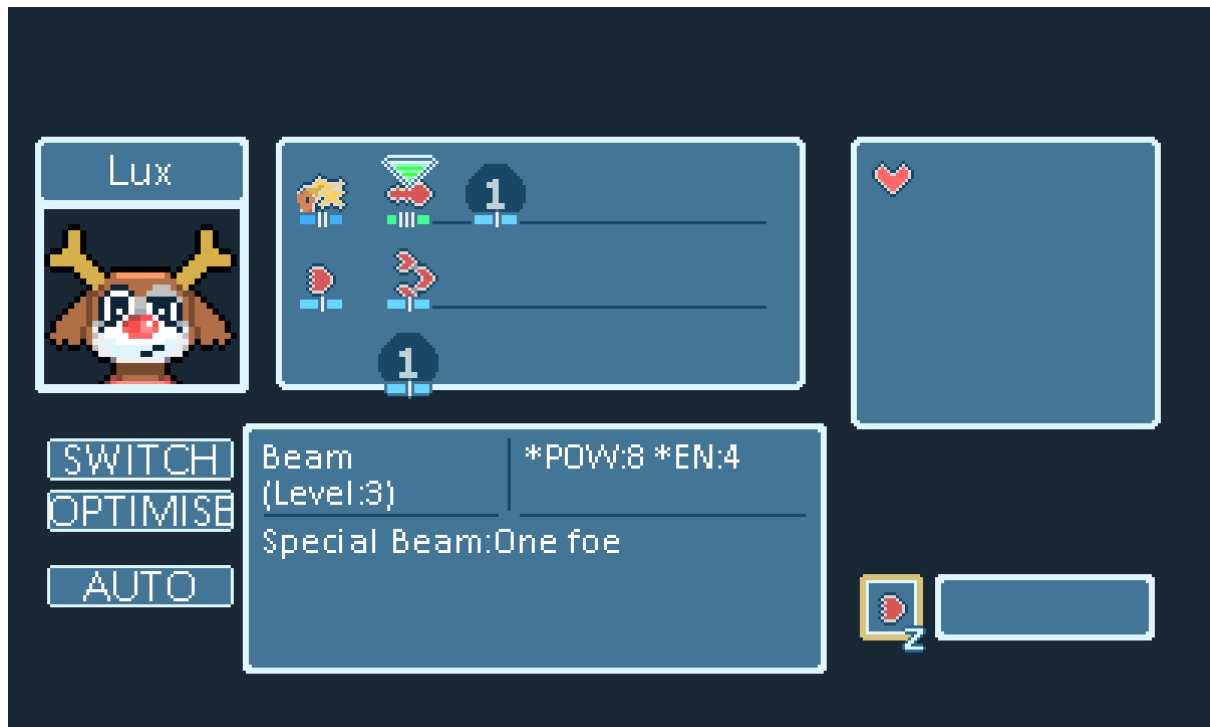 Lux
1
1
SWITCH
OPTIMISE
AUTO
Beam
(Level:3)
*POW:8 *EN:4
Special Beam:One foe
Z